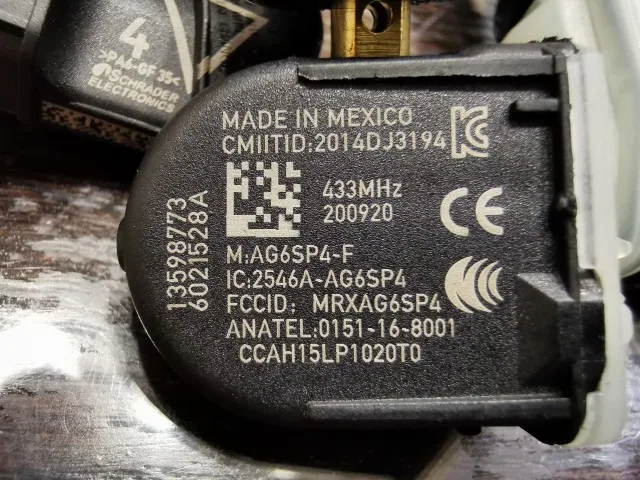 4
>PA6-GF 35<
SCHRADER
ELECTRONICS
MADE IN MEXICO
CMIITID:2014DJ3194
433MHz
200920
CE
13598773
6021528A
M:AG6SP4-F
IC:2546A-AG6SP4
FCCID: MRXAG6SP4
ANATEL:0151-16-8001
CCAH15LP1020T0